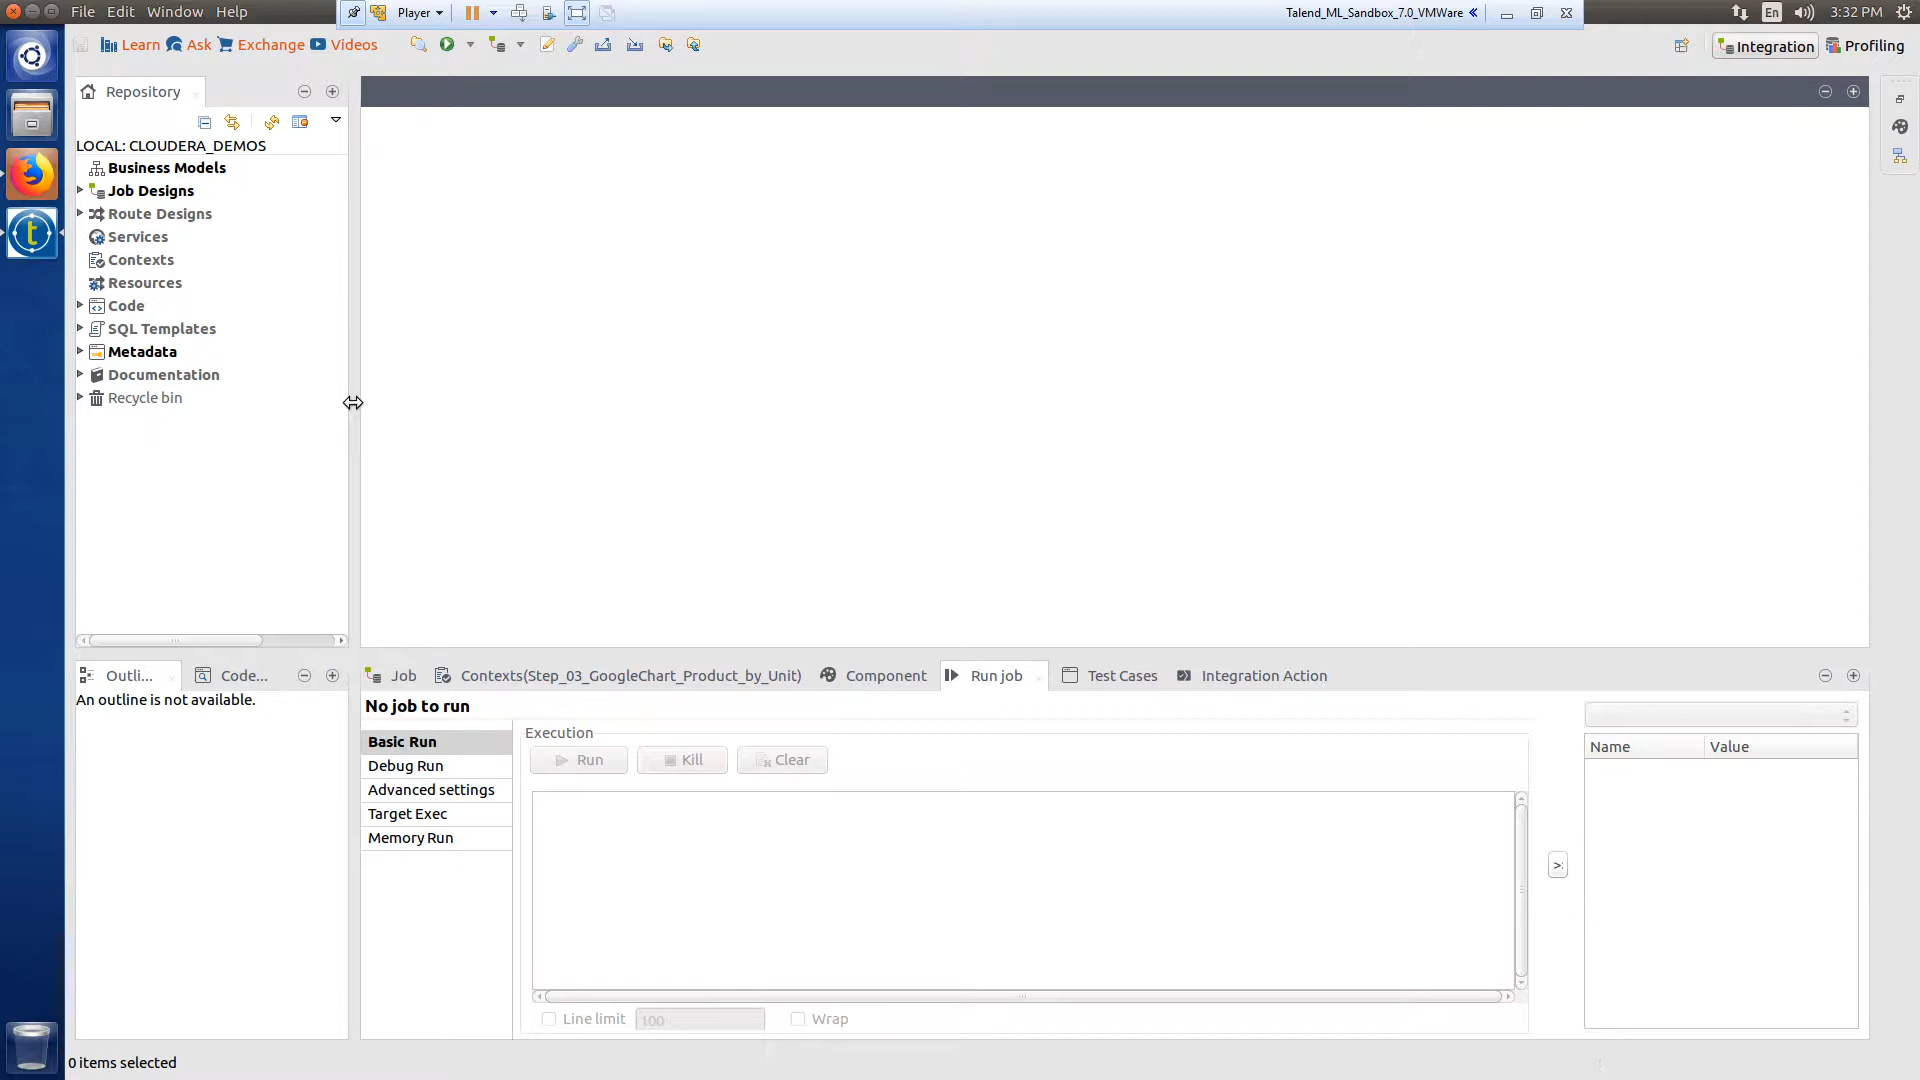 File Edit Window Help
Player
Talend_ML_Sandbox_7.0_VMWare
En
3:32 PM
Learn Ask Exchange Videos
Integration
Profiling
Repository
LOCAL: CLOUDERA_DEMOS
Business Models
Job Designs
Route Designs
Services
Contexts
Resources
Code
SQL Templates
Metadata
Documentation
Recycle bin
Outli...
Code...
An outline is not available.
Job
Contexts(Step_03_GoogleChart_Product_by_Unit)
Component
Run job
Test Cases
Integration Action
No job to run
Basic Run
Debug Run
Advanced settings
Target Exec
Memory Run
Execution
Run
Kill
Clear
Line limit
100
Wrap
>
Name
Value
0 items selected